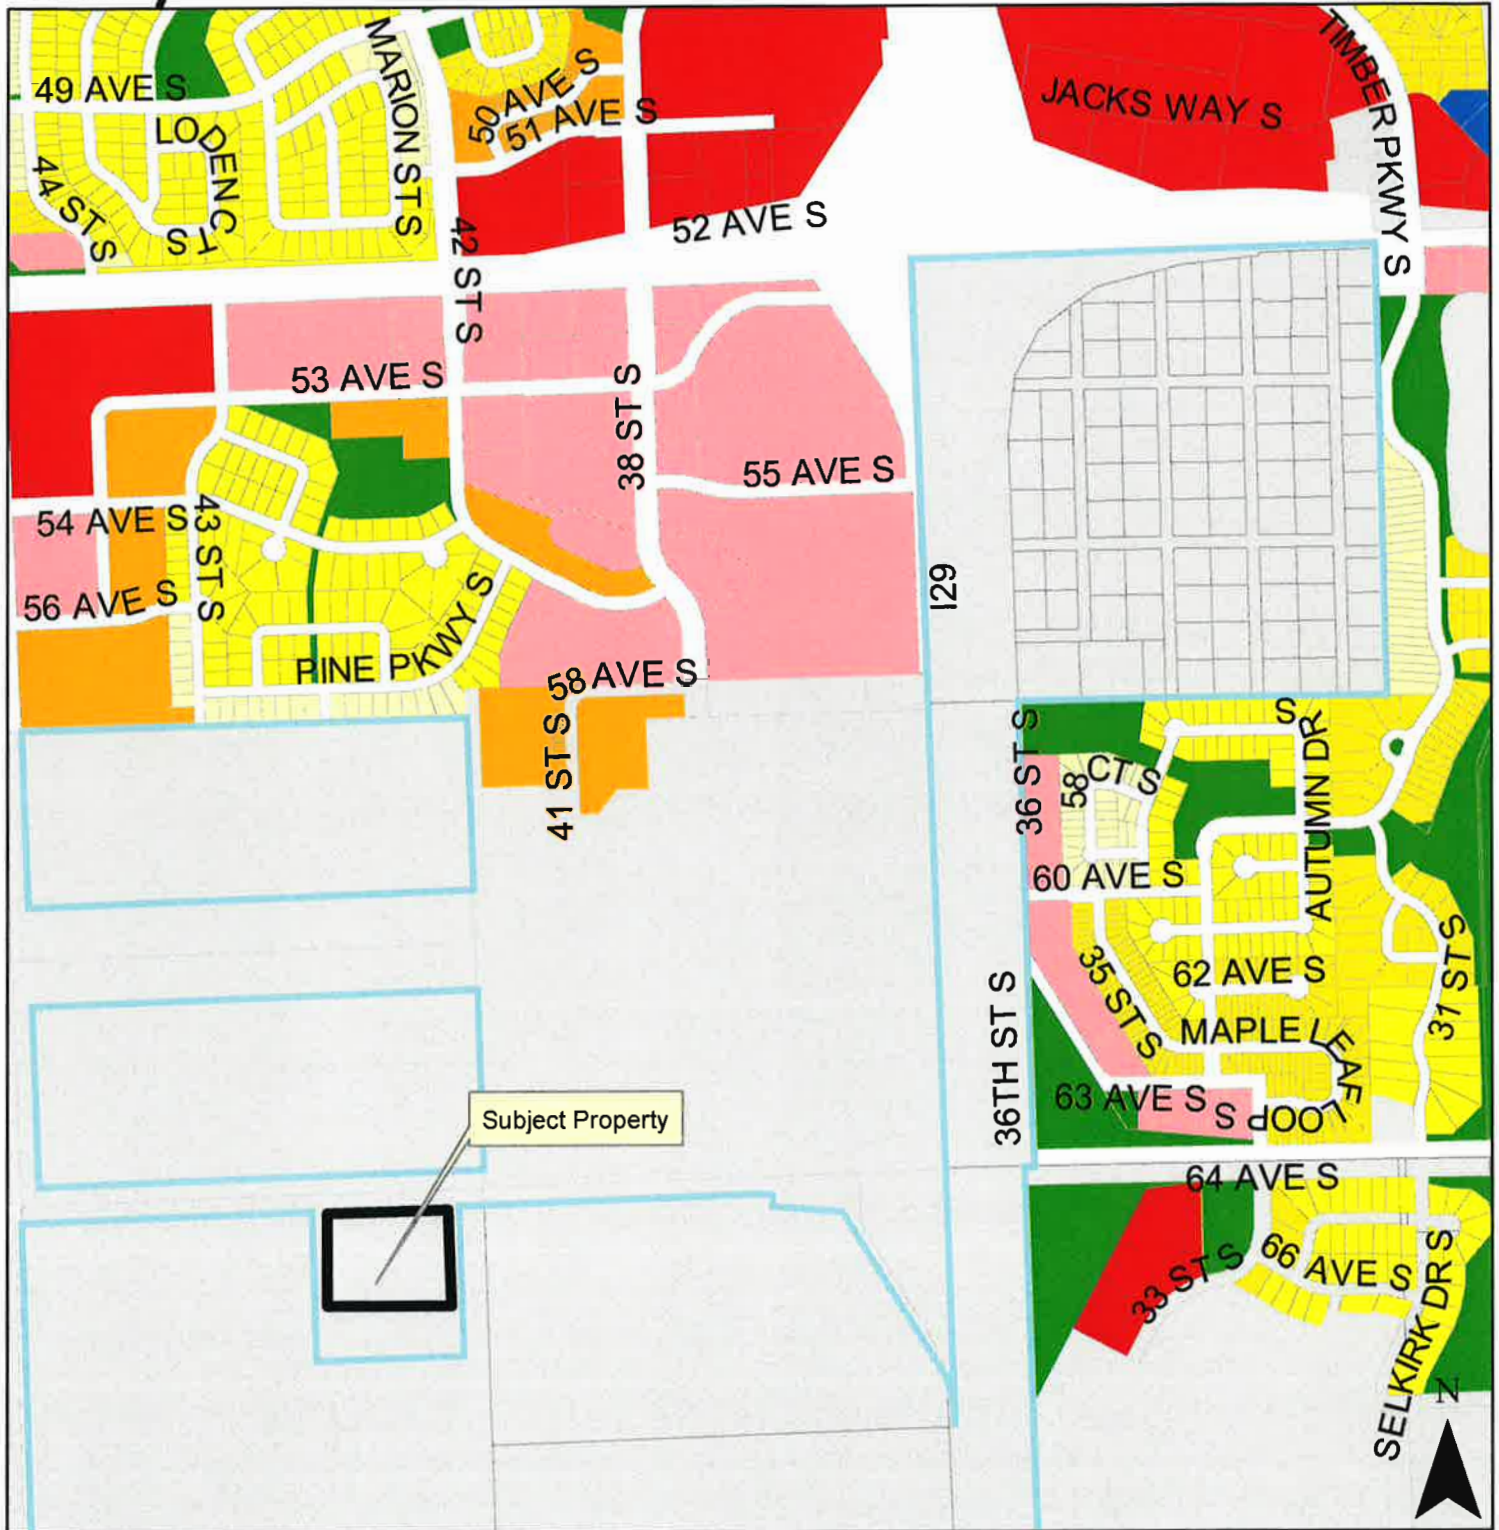 MARION ST S
TIMBER PKWY S
49 AVE S
50 AVE S
51 AVE S
JACKS WAY S
LODEN CT S
44 ST S
42 ST S
52 AVE S
53 AVE S
38 ST S
55 AVE S
54 AVE S
43 ST S
56 AVE S
I29
PINE PKWY S
58 AVE S
41 ST S
36 ST S
58 CT S
AUTUMN DR S
60 AVE S
35 ST S
62 AVE S
31 ST S
36TH ST S
MAPLE LEAF LOOP S
63 AVE S
Subject Property
64 AVE S
33 ST S
66 AVE S
SELKIRK DR S
N